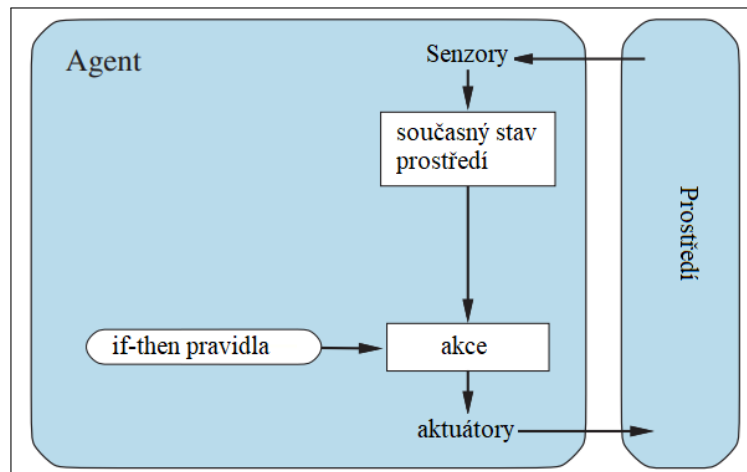 Agent
Senzory
současný stav
prostředí
Prostředí
if-then pravidla
akce
aktuátory